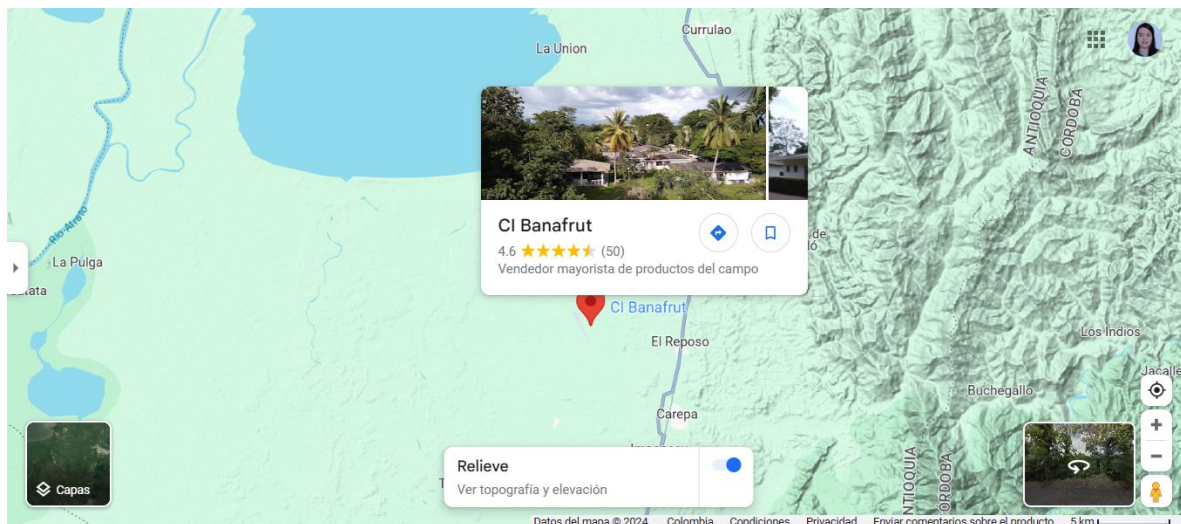 Currulao
La Union
ANTIOQUIA
CÓRDOBA
CI Banafrut
4.6 (50)
Vendedor mayorista de productos del campo
de
Río Atrato
La Pulga
CI Banafrut
El Reposo
Los Indios
Buchegallo
Carepa
Relieve
Ver topografía y elevación
Capas
ANTIOQUIA
Datos del mapa © 2024 Colombia Condiciones Privacidad Enviar comentarios sobre el producto 5 km